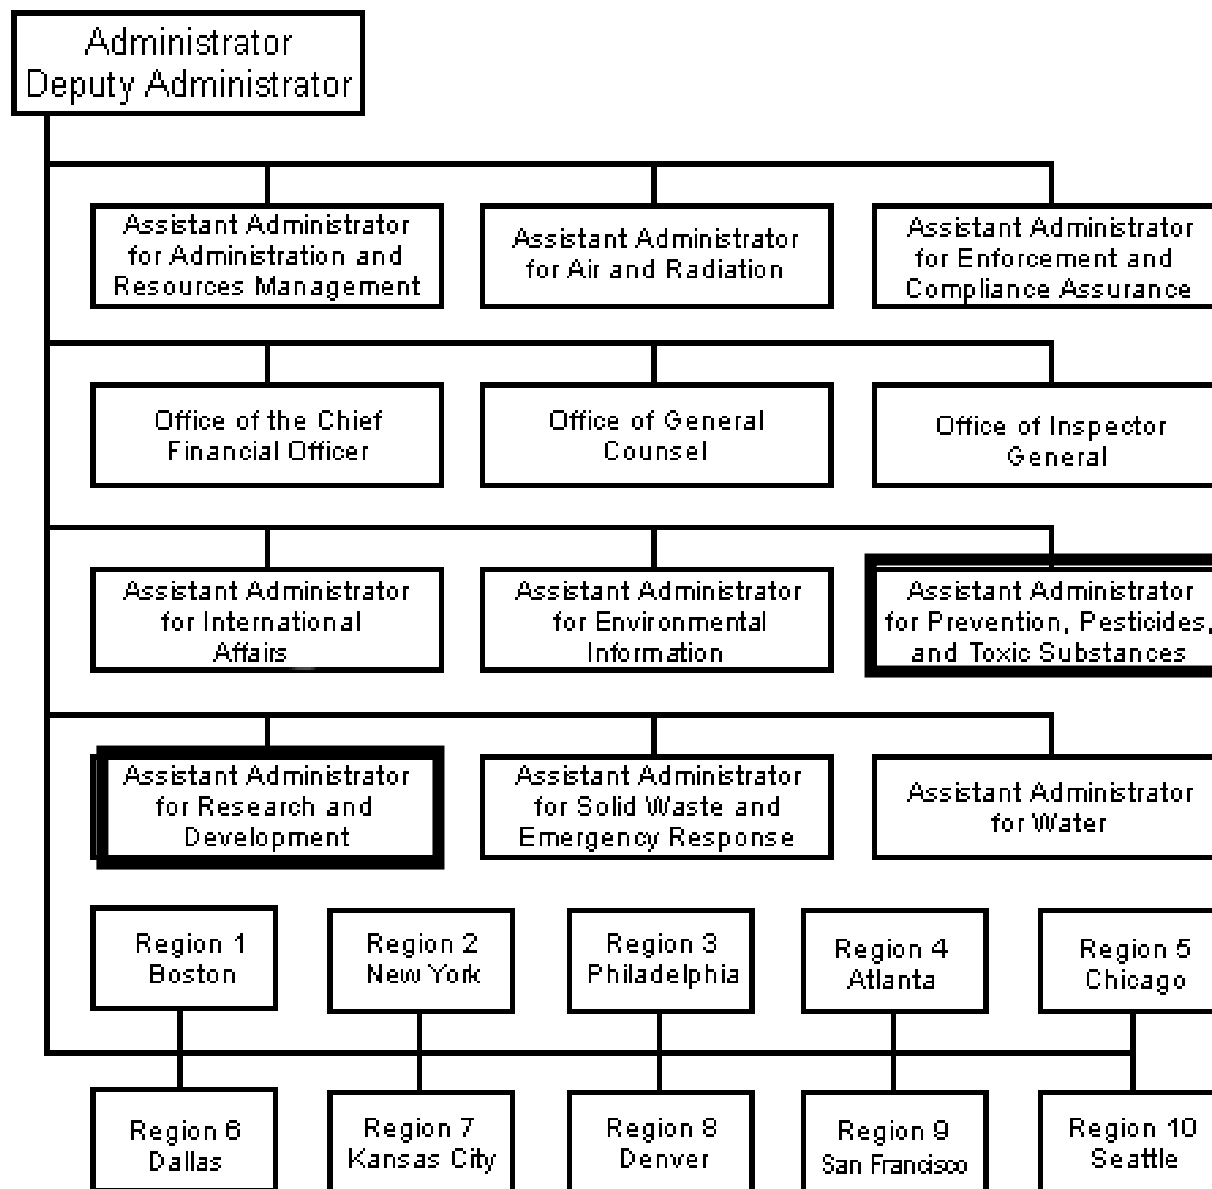 Administrator
Deputy Administrator
Assistant Administrator
for Administration and
Resources Management
Assistant Administrator
for Air and Radiation
Assistant Administrator
for Enforcement and
Compliance Assurance
Office of the Chief
Financial Officer
Office of General
Counsel
Office of Inspector
General
Assistant Administrator
for International
Affairs
Assistant Administrator
for Environmental
Information
Assistant Administrator
for Prevention, Pesticides,
and Toxic Substances
Assistant Administrator
for Research and
Development
Assistant Administrator
for Solid Waste and
Emergency Response
Assistant Administrator
for Water
Region 1
Boston
Region 2
New York
Region 3
Philadelphia
Region 4
Atlanta
Region 5
Chicago
Region 6
Dallas
Region 7
Kansas City
Region 8
Denver
Region 9
San Francisco
Region 10
Seattle